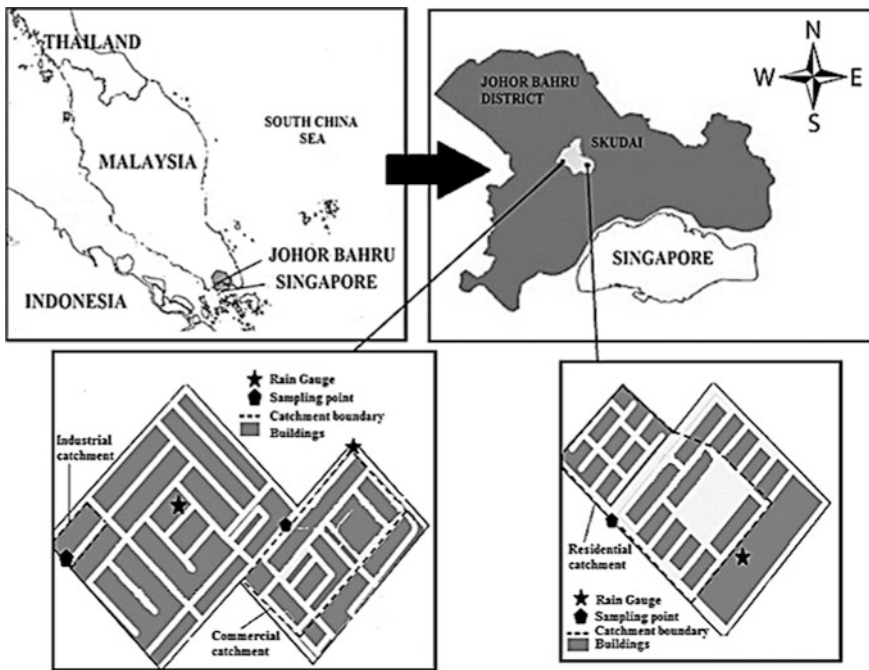 THAILAND
MALAYSIA
SOUTH CHINA
SEA
JOHOR BAHRU
SINGAPORE
INDONESIA
JOHOR BAHRU
DISTRICT
SKUDAI
SINGAPORE
N
W
E
S
Rain Gauge
Sampling point
Catchment boundary
Buildings
Industrial
catchment
Commercial
catchment
Residential
catchment
Rain Gauge
Sampling point
Catchment boundary
Buildings